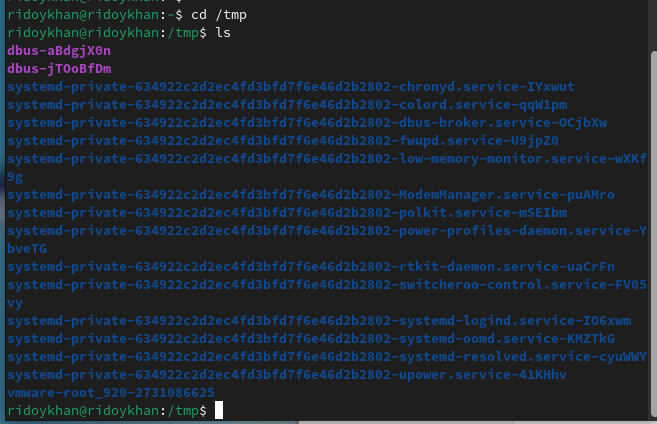 ridoykhan@ridoykhan:~$ cd /tmp
ridoykhan@ridoykhan:/tmp$ ls
dbus-aBdgjX0n
dbus-jTOoBfDm
systemd-private-634922c2d2ec4fd3bfd7f6e46d2b2802-chronyd.service-IYxwut
systemd-private-634922c2d2ec4fd3bfd7f6e46d2b2802-colord.service-qqW1pm
systemd-private-634922c2d2ec4fd3bfd7f6e46d2b2802-dbus-broker.service-OCjbXw
systemd-private-634922c2d2ec4fd3bfd7f6e46d2b2802-fwupd.service-U9jpZ0
systemd-private-634922c2d2ec4fd3bfd7f6e46d2b2802-low-memory-monitor.service-wXKf
9g
systemd-private-634922c2d2ec4fd3bfd7f6e46d2b2802-ModemManager.service-puAMro
systemd-private-634922c2d2ec4fd3bfd7f6e46d2b2802-polkit.service-mSEIbm
systemd-private-634922c2d2ec4fd3bfd7f6e46d2b2802-power-profiles-daemon.service-Y
bveTG
systemd-private-634922c2d2ec4fd3bfd7f6e46d2b2802-rtkit-daemon.service-uaCrFn
systemd-private-634922c2d2ec4fd3bfd7f6e46d2b2802-switcheroo-control.service-FV05
vy
systemd-private-634922c2d2ec4fd3bfd7f6e46d2b2802-systemd-logind.service-IO6xwm
systemd-private-634922c2d2ec4fd3bfd7f6e46d2b2802-systemd-oomd.service-KMZTkG
systemd-private-634922c2d2ec4fd3bfd7f6e46d2b2802-systemd-resolved.service-cyuWWY
systemd-private-634922c2d2ec4fd3bfd7f6e46d2b2802-upower.service-41KHhv
vmware-root_920-2731086625
ridoykhan@ridoykhan:/tmp$